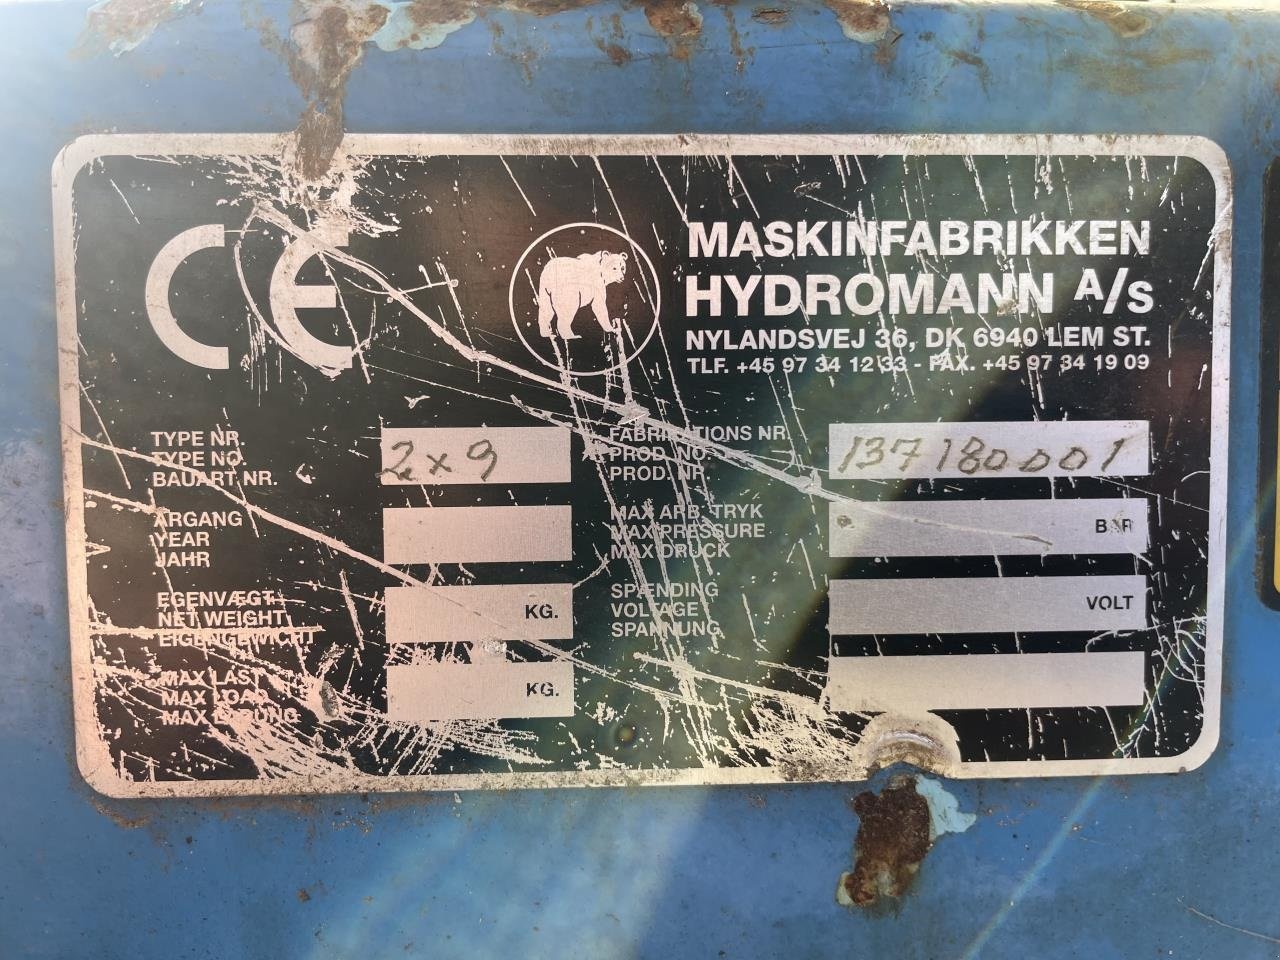 CE
MASKINFABRIKKEN
HYDROMANN A/s
NYLANDSVEJ 36, DK 6940 LEM ST.
TLF. +45 97 34 12 33 - FAX. +45 97 34 19 09
TYPE NR.
TYPE NO.
BAUART NR.
2 x 9
FABRIKATIONS NR.
PROD. NO.
PROD. NR.
137180001
ARGANG
YEAR
JAHR
MAX ARB. TRYK
MAX PRESSURE
MAX DRUCK
BAR
EGENVÆGT
NET WEIGHT
EIGENGEWICHT
KG.
SPÆNDING
VOLTAGE
SPANNUNG
VOLT
MAX LAST
MAX LOAD
MAX LADUNG
KG.